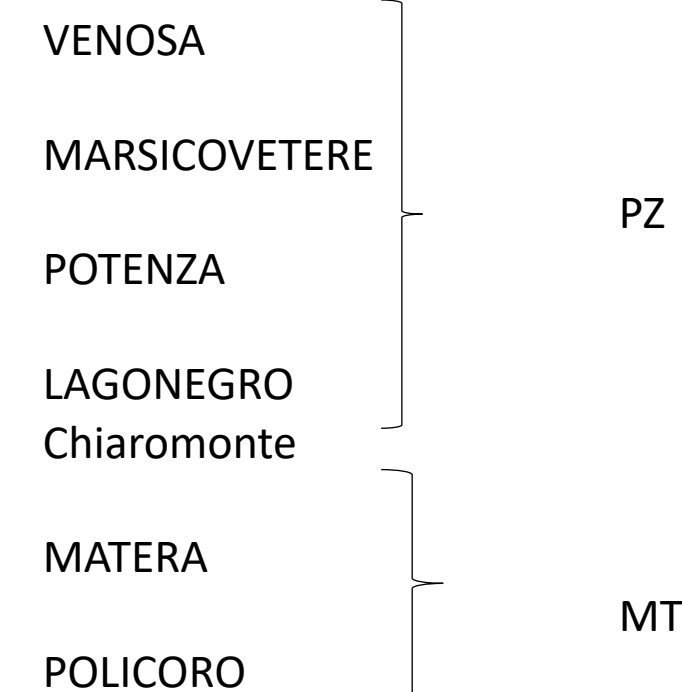 VENOSA
MARSICOVETERE
PZ
POTENZA
LAGONEGRO
Chiaromonte
MATERA
MT
POLICORO